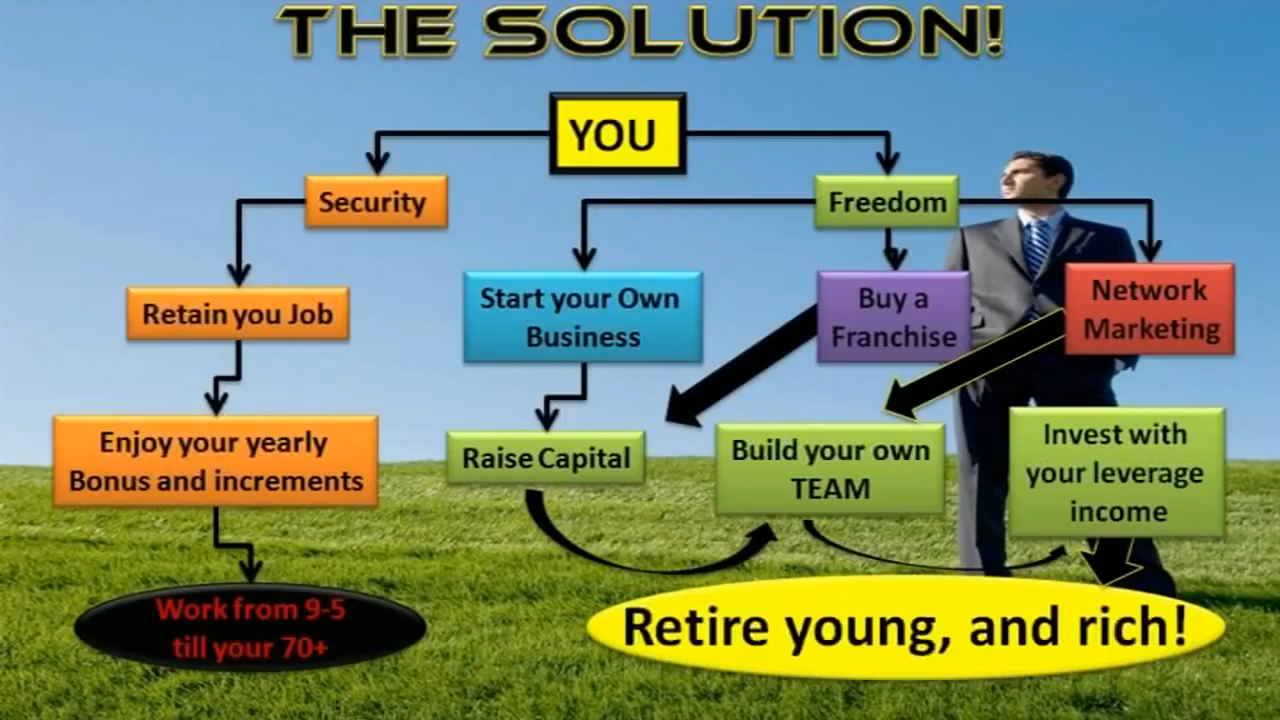 THE SOLUTION!
YOU
Security
Freedom
Retain you Job
Start your Own
Business
Buy a
Franchise
Network
Marketing
Enjoy your yearly
Bonus and increments
Raise Capital
Build your own
TEAM
Invest with
your leverage
income
Work from 9-5
till your 70+
Retire young, and rich!